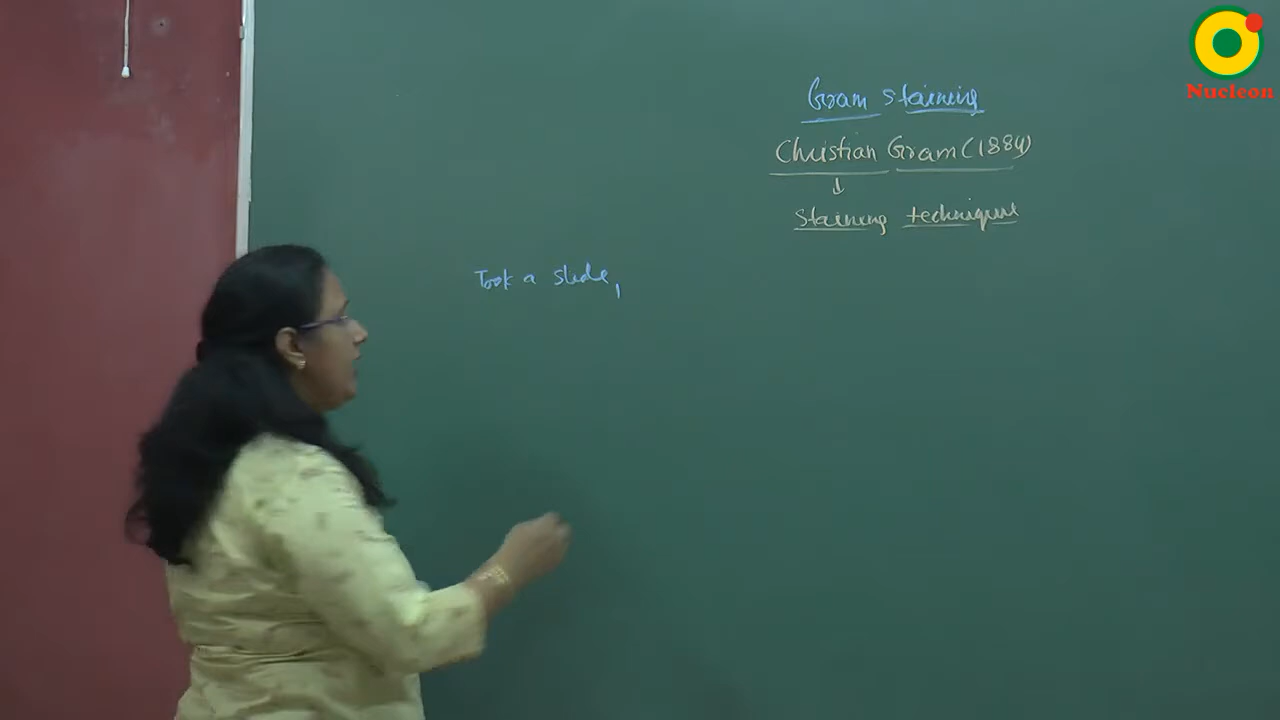 Gram staining
Christian Gram (1884)
↓
Staining technique
Took a slide,
Nucleon